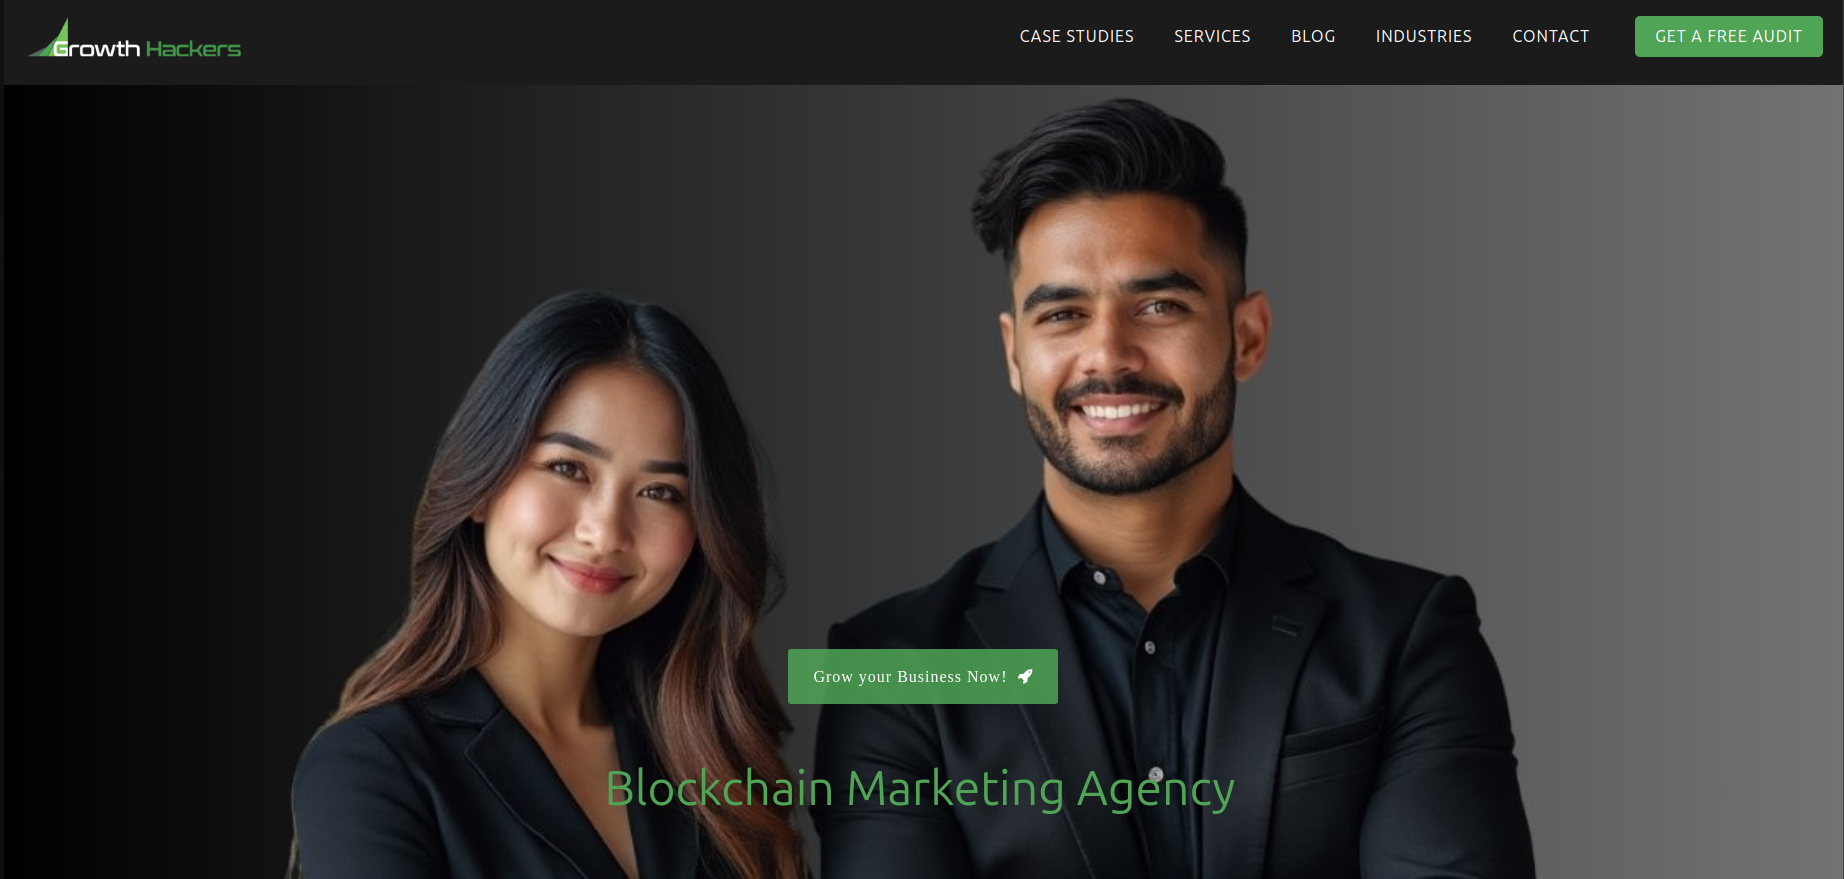 Growth Hackers
CASE STUDIES
SERVICES
BLOG
INDUSTRIES
CONTACT
GET A FREE AUDIT
Grow your Business Now!
Blockchain Marketing Agency